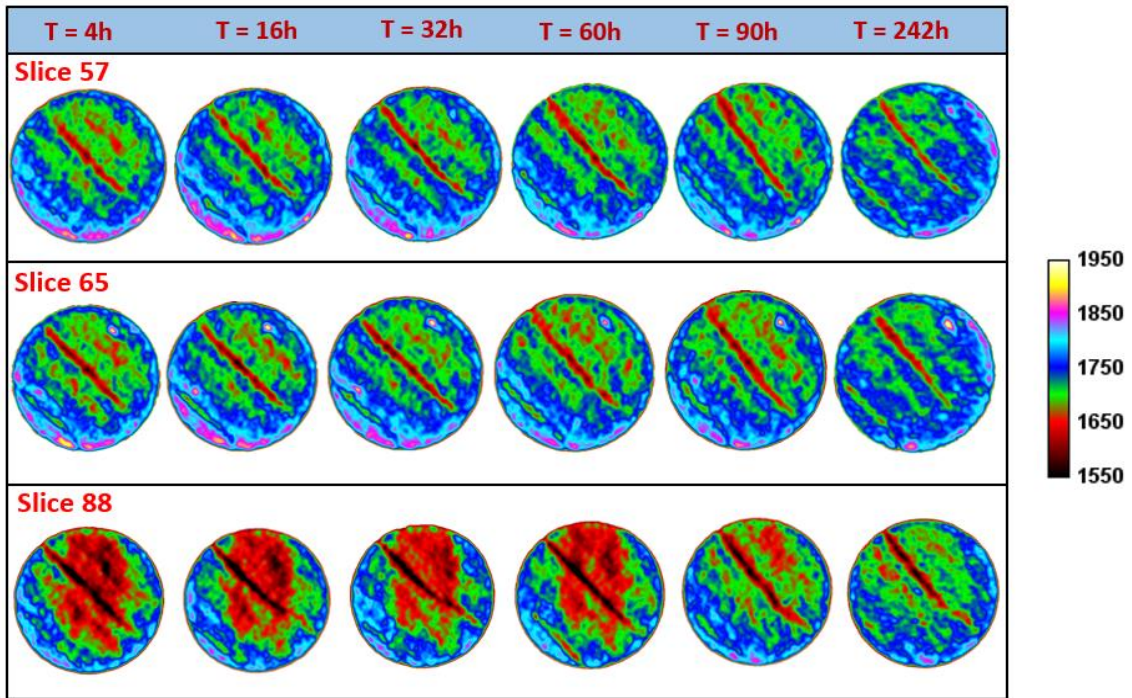 T = 4h T = 16h T = 32h T = 60h T = 90h T = 242h
Slice 57
Slice 65
Slice 88
1950
1850
1750
1650
1550